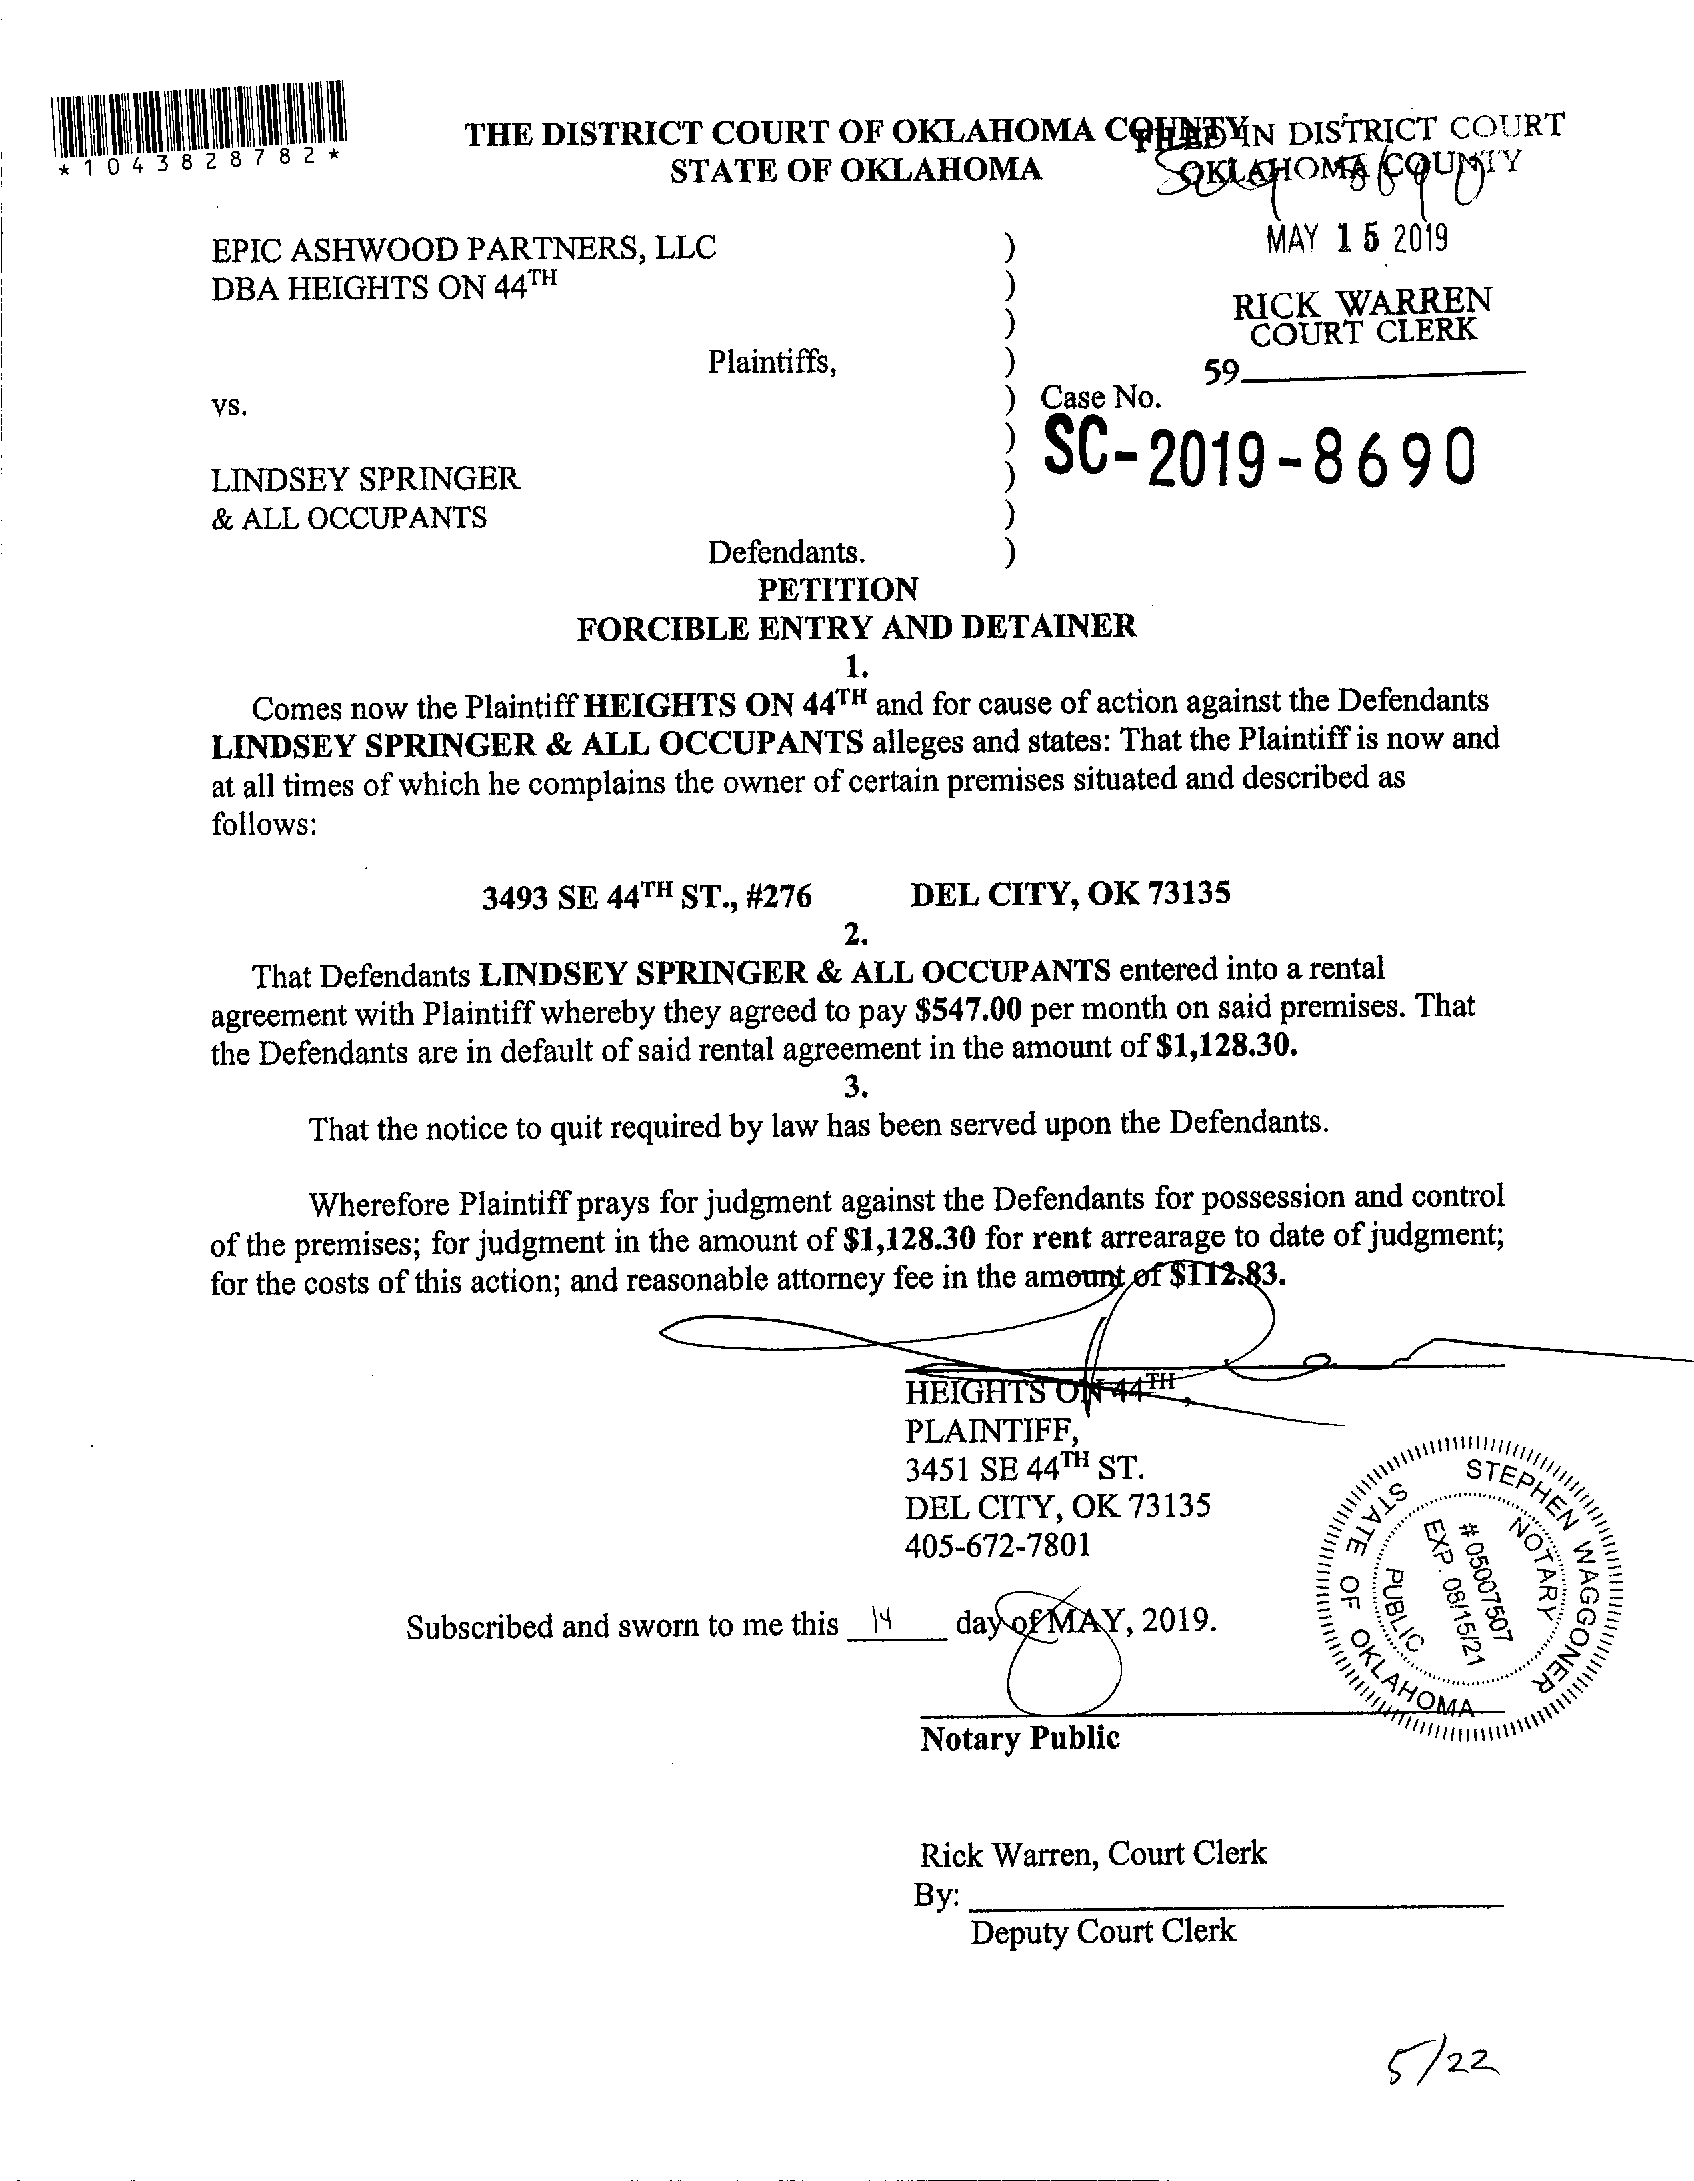 *1043828782*
THE DISTRICT COURT OF OKLAHOMA COUNTY
STATE OF OKLAHOMA
FILED IN DISTRICT COURT
OKLAHOMA COUNTY
MAY 15 2019
RICK WARREN
COURT CLERK
59
EPIC ASHWOOD PARTNERS, LLC )
DBA HEIGHTS ON 44TH )
)
Plaintiffs, )
vs. ) Case No.
) SC-2019-8690
LINDSEY SPRINGER )
& ALL OCCUPANTS )
Defendants. )
PETITION
FORCIBLE ENTRY AND DETAINER
1.
Comes now the Plaintiff HEIGHTS ON 44TH and for cause of action against the Defendants
LINDSEY SPRINGER & ALL OCCUPANTS alleges and states: That the Plaintiff is now and
at all times of which he complains the owner of certain premises situated and described as
follows:
3493 SE 44TH ST., #276 DEL CITY, OK 73135
2.
That Defendants LINDSEY SPRINGER & ALL OCCUPANTS entered into a rental
agreement with Plaintiff whereby they agreed to pay $547.00 per month on said premises. That
the Defendants are in default of said rental agreement in the amount of $1,128.30.
3.
That the notice to quit required by law has been served upon the Defendants.
Wherefore Plaintiff prays for judgment against the Defendants for possession and control
of the premises; for judgment in the amount of $1,128.30 for rent arrearage to date of judgment;
for the costs of this action; and reasonable attorney fee in the amount of $112.83.
HEIGHTS ON 44TH,
PLAINTIFF,
3451 SE 44TH ST.
DEL CITY, OK 73135
405-672-7801
STEPHEN WAGGONER
NOTARY
# 05007507
EXP. 08/15/21
PUBLIC
STATE OF OKLAHOMA
Subscribed and sworn to me this 14 day of MAY, 2019.
Notary Public
Rick Warren, Court Clerk
By:
Deputy Court Clerk
5/22